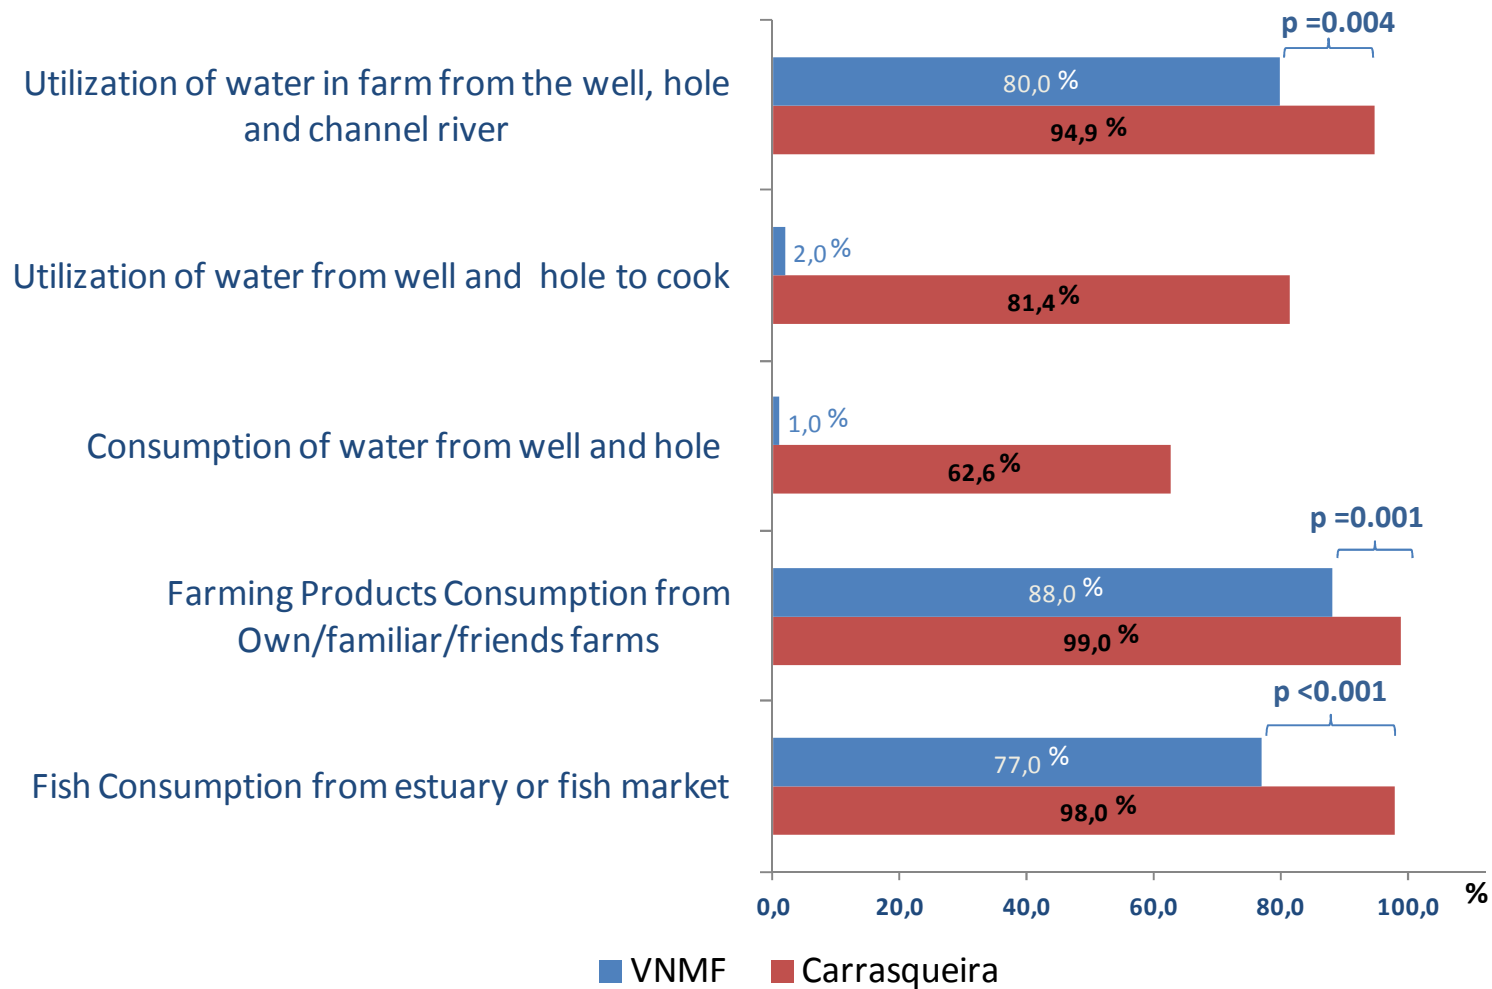 p =0.004
Utilization of water in farm from the well, hole
and channel river
80,0 %
94,9 %
Utilization of water from well and hole to cook
2,0 %
81,4 %
Consumption of water from well and hole
1,0 %
62,6 %
p =0.001
Farming Products Consumption from
Own/familiar/friends farms
88,0 %
99,0 %
p <0.001
Fish Consumption from estuary or fish market
77,0 %
98,0 %
0,0 20,0 40,0 60,0 80,0 100,0 %
VNMF Carrasqueira